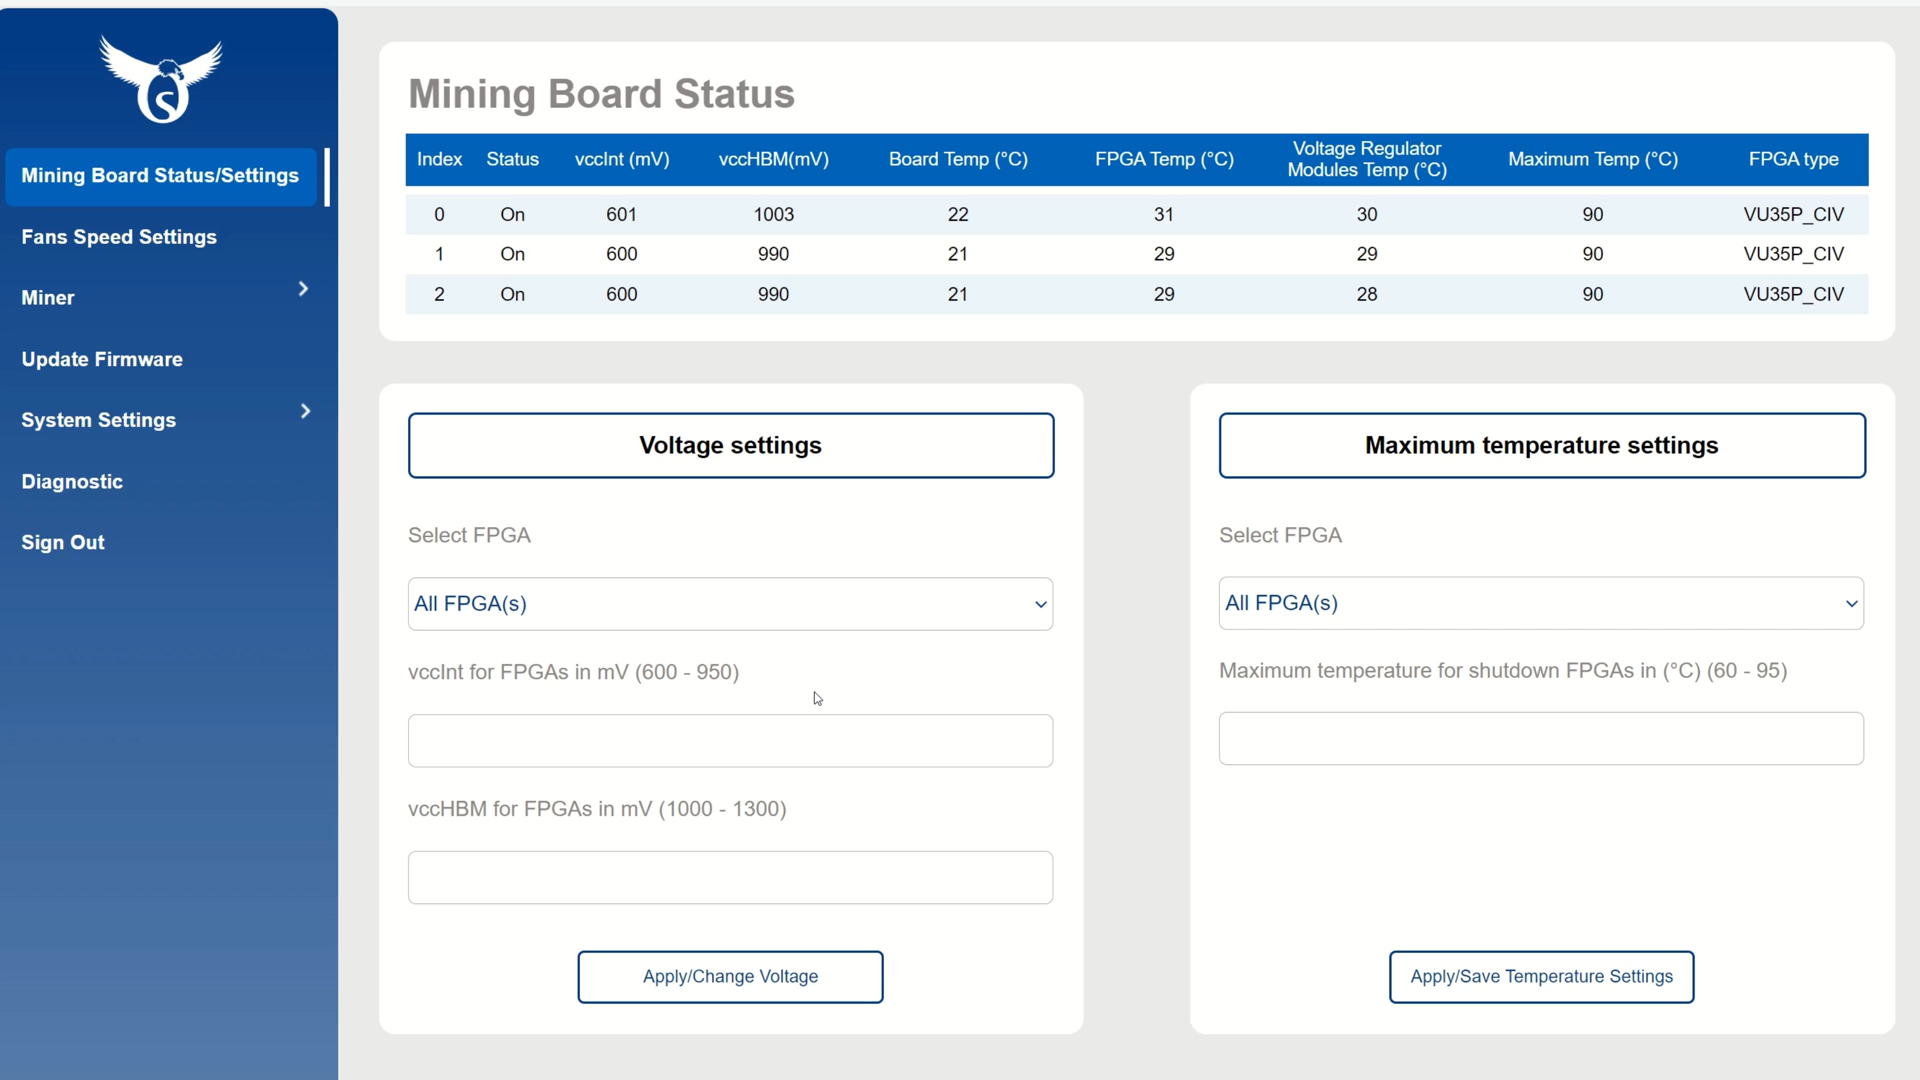 S
Mining Board Status/Settings
Fans Speed Settings
Miner
Update Firmware
System Settings
Diagnostic
Sign Out
Mining Board Status
Index Status vccInt (mV) vccHBM(mV) Board Temp (°C) FPGA Temp (°C) Voltage Regulator Modules Temp (°C) Maximum Temp (°C) FPGA type
0 On 601 1003 22 31 30 90 VU35P_CIV
1 On 600 990 21 29 29 90 VU35P_CIV
2 On 600 990 21 29 28 90 VU35P_CIV
Voltage settings
Select FPGA
All FPGA(s)
vccInt for FPGAs in mV (600 - 950)
vccHBM for FPGAs in mV (1000 - 1300)
Apply/Change Voltage
Maximum temperature settings
Select FPGA
All FPGA(s)
Maximum temperature for shutdown FPGAs in (°C) (60 - 95)
Apply/Save Temperature Settings